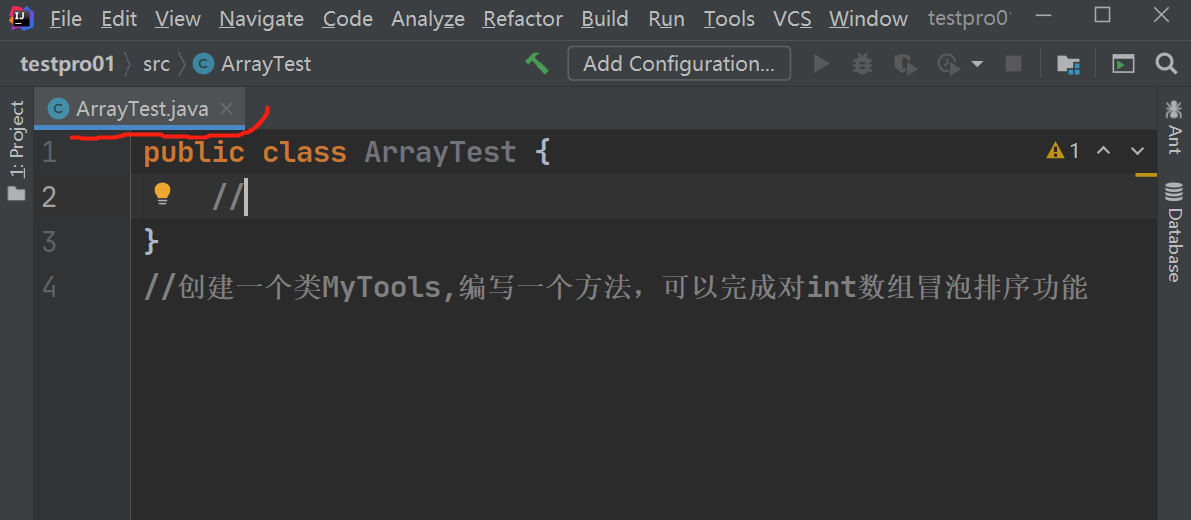 File Edit View Navigate Code Analyze Refactor Build Run Tools VCS Window testpro01
testpro01 src ArrayTest Add Configuration...
1: Project
ArrayTest.java
1 public class ArrayTest { 1
2 //
3 }
4 //创建一个类MyTools,编写一个方法，可以完成对int数组冒泡排序功能
Ant
Database